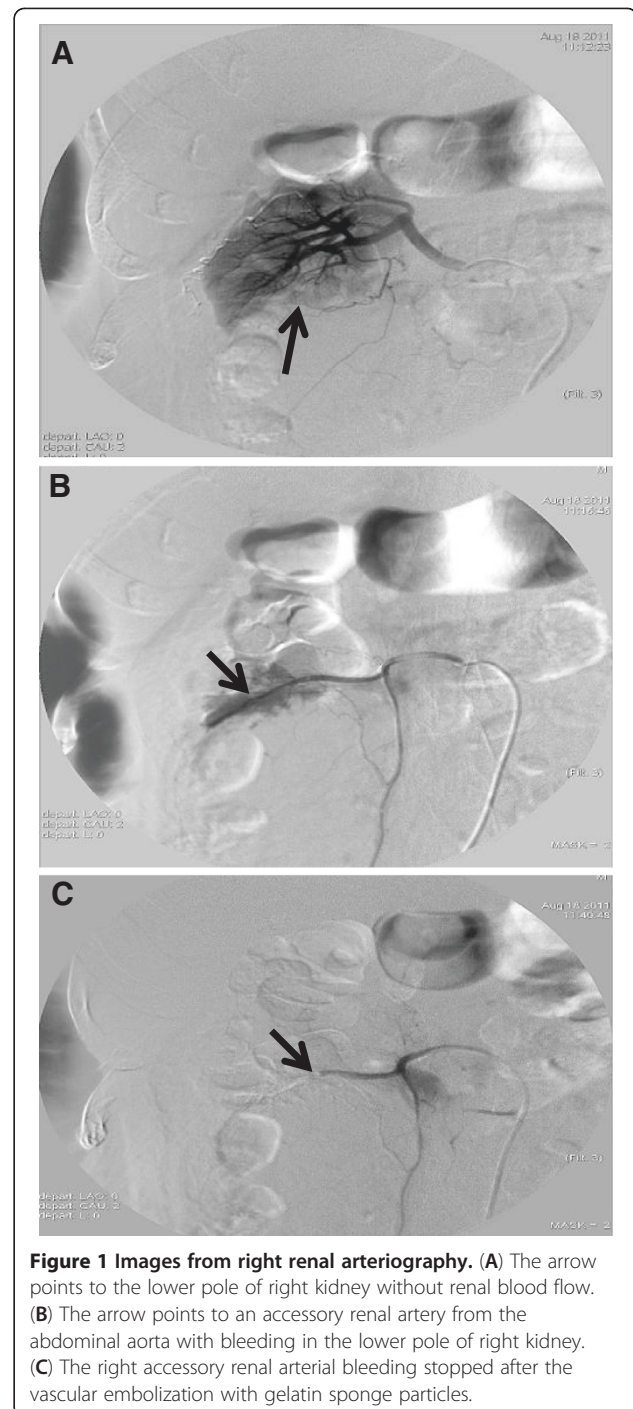 A
Aug 18 2011
11:12:23
(Filt. 3)
depart. LAO: 0
depart. CAU: 2
depart. L: 0
B
M
Aug 18 2011
11:16:46
(Filt. 3)
depart. LAO: 0
depart. CAU: 2
depart. L: 0
MASK = 2
C
M
Aug 18 2011
11:40:48
(Filt. 3)
depart. LAO: 0
depart. CAU: 2
depart. L: 0
MASK = 2
Figure 1 Images from right renal arteriography. (A) The arrow
points to the lower pole of right kidney without renal blood flow.
(B) The arrow points to an accessory renal artery from the
abdominal aorta with bleeding in the lower pole of right kidney.
(C) The right accessory renal arterial bleeding stopped after the
vascular embolization with gelatin sponge particles.